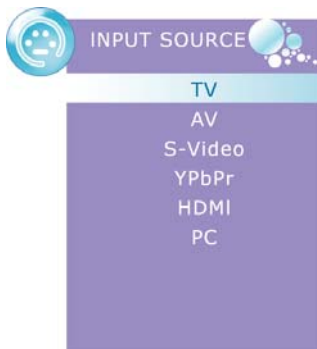 INPUT SOURCE
TV
AV
S-Video
YPbPr
HDMI
PC